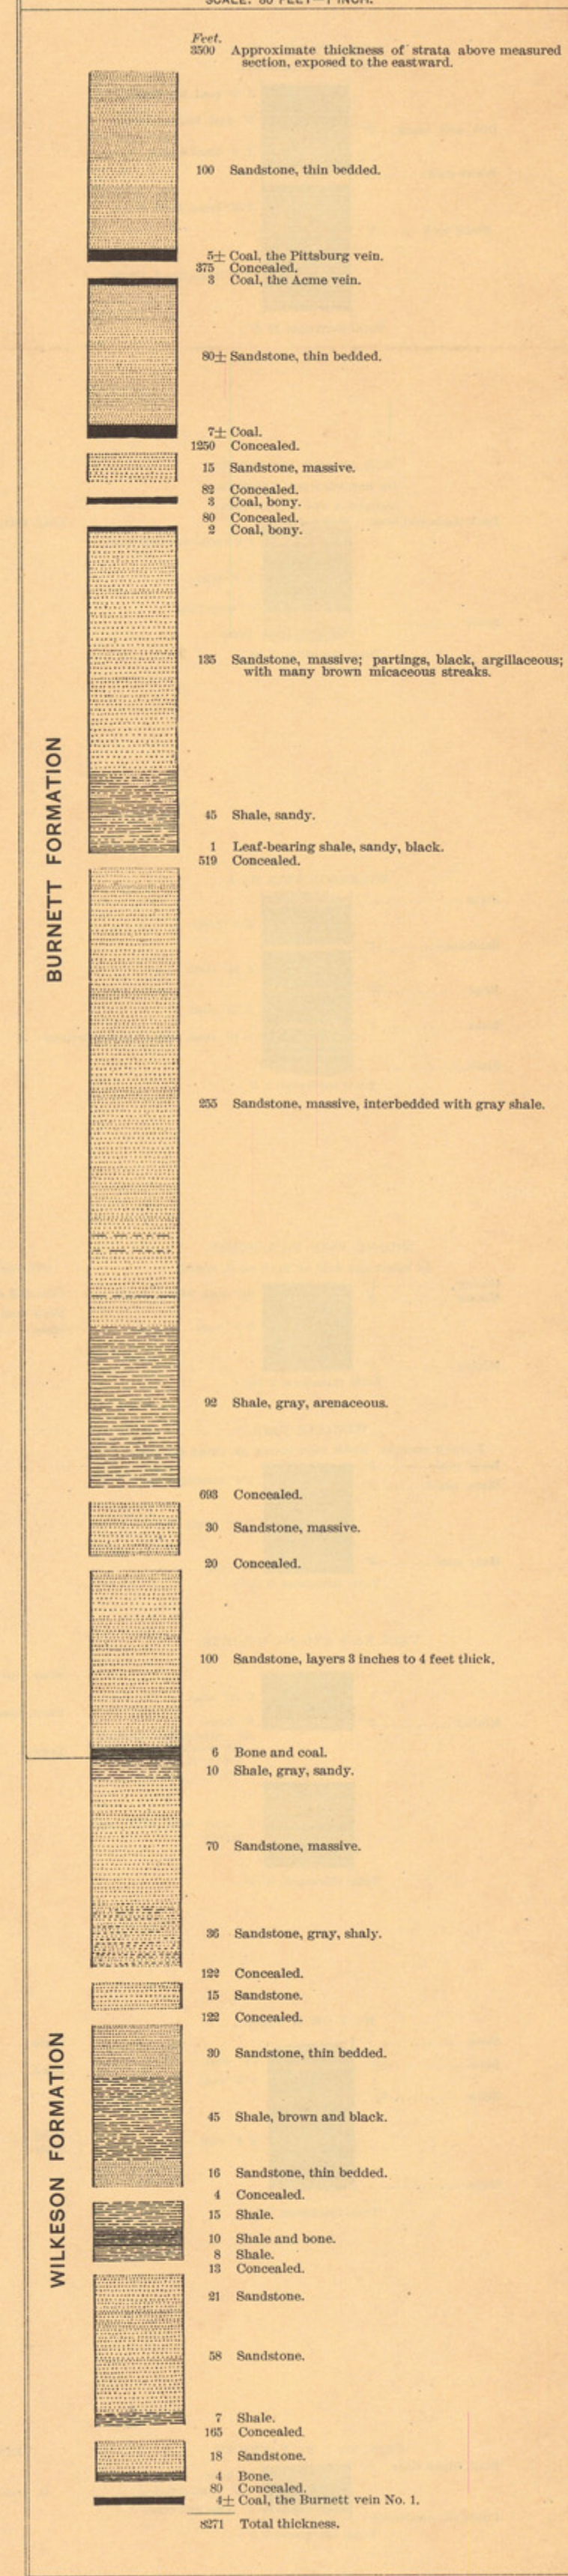 SCALE: 80 FEET=1 INCH.
Feet.
3500 Approximate thickness of strata above measured
section, exposed to the eastward.
100 Sandstone, thin bedded.
5± Coal, the Pittsburg vein.
375 Concealed.
3 Coal, the Acme vein.
80± Sandstone, thin bedded.
7± Coal.
1250 Concealed.
15 Sandstone, massive.
82 Concealed.
3 Coal, bony.
80 Concealed.
2 Coal, bony.
135 Sandstone, massive; partings, black, argillaceous;
with many brown micaceous streaks.
BURNETT FORMATION
45 Shale, sandy.
1 Leaf-bearing shale, sandy, black.
519 Concealed.
255 Sandstone, massive, interbedded with gray shale.
92 Shale, gray, arenaceous.
693 Concealed.
30 Sandstone, massive.
20 Concealed.
100 Sandstone, layers 3 inches to 4 feet thick.
6 Bone and coal.
10 Shale, gray, sandy.
70 Sandstone, massive.
36 Sandstone, gray, shaly.
122 Concealed.
15 Sandstone.
122 Concealed.
30 Sandstone, thin bedded.
WILKESON FORMATION
45 Shale, brown and black.
16 Sandstone, thin bedded.
4 Concealed.
15 Shale.
10 Shale and bone.
8 Shale.
13 Concealed.
21 Sandstone.
58 Sandstone.
7 Shale.
165 Concealed.
18 Sandstone.
4 Bone.
80 Concealed.
4± Coal, the Burnett vein No. 1.
8271 Total thickness.